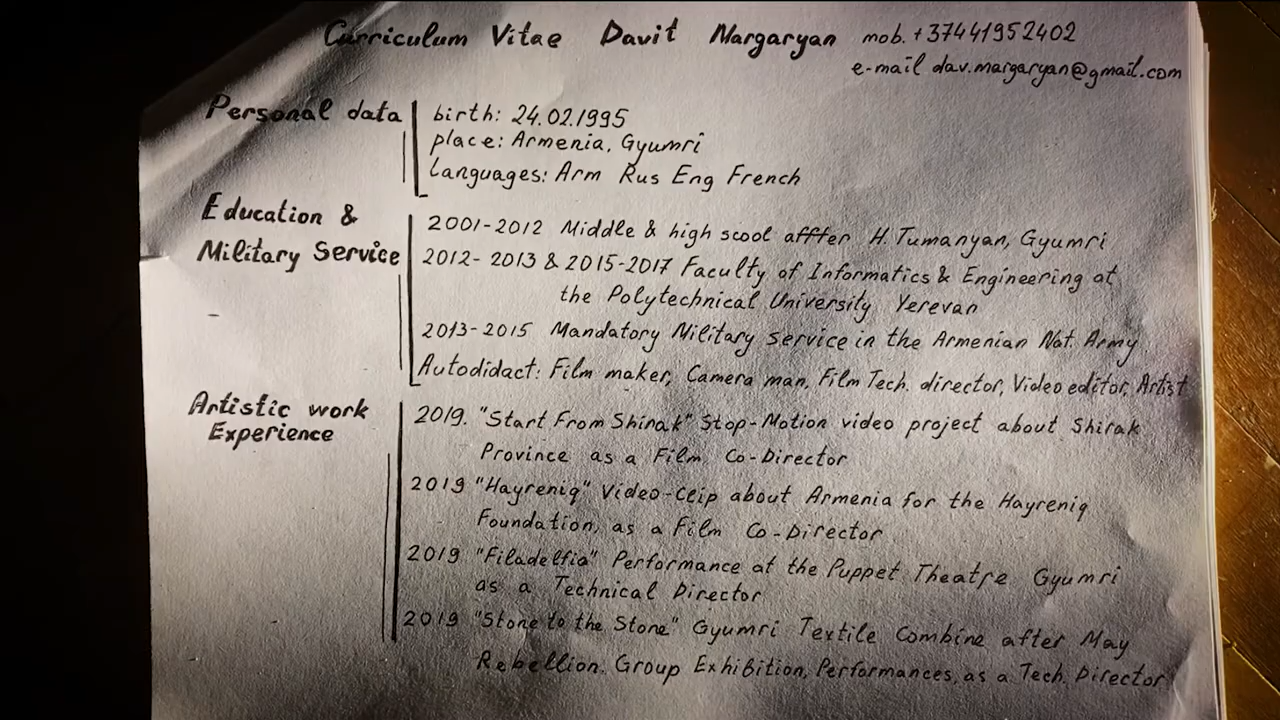 Curriculum Vitae Davit Margaryan mob. +37441952402
e-mail dav.margaryan@gmail.com
Personal data
birth: 24.02.1995
place: Armenia, Gyumri
Languages: Arm Rus Eng French
Education &
Military Service
2001-2012 Middle & high scool affter H. Tumanyan, Gyumri
2012-2013 & 2015-2017 Faculty of Informatics & Engineering at
the Polytechnical University Yerevan
2013-2015 Mandatory Military service in the Armenian Nat. Army
Autodidact: Film maker, Camera man, Film Tech. director, Video editor, Artist
Artistic work
Experience
2019. "Start From Shirak" Stop-Motion video project about Shirak
Province as a Film Co-Director
2019 "Hayreniq" Video-clip about Armenia for the Hayreniq
Foundation, as a Film Co-Director
2019 "Filadelfia" Performance at the Puppet Theatre Gyumri
as a Technical Director
2019 "Stone to the Stone" Gyumri Textile Combine after May
Rebellion. Group Exhibition, Performances, as a Tech. Director